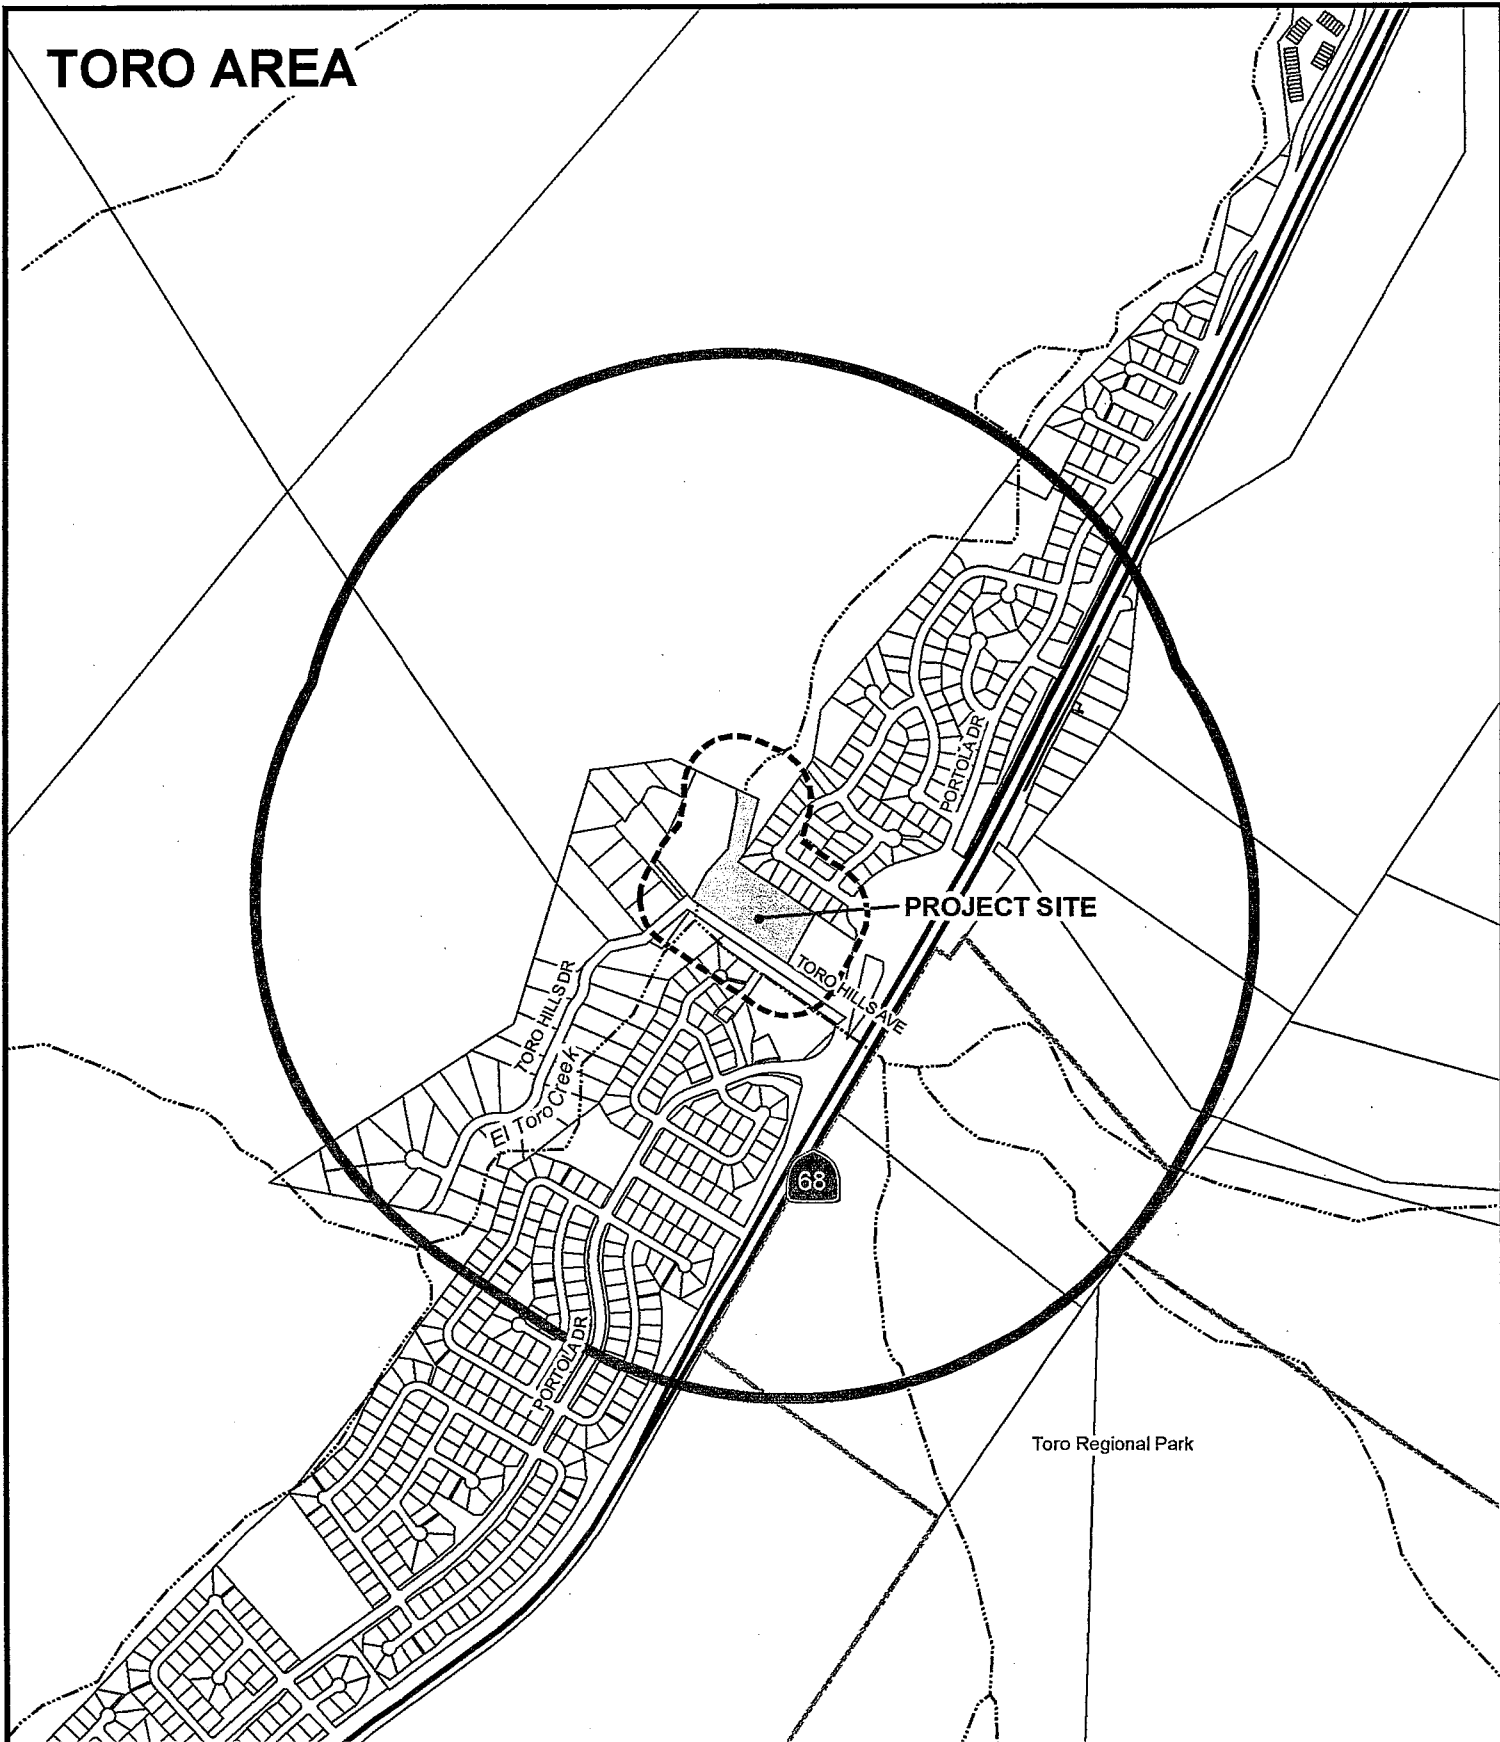 TORO AREA
PORTOLA DR
PROJECT SITE
TORO HILLS AVE
TORO HILLS DR
El Toro Creek
68
PORTOLA DR
Toro Regional Park